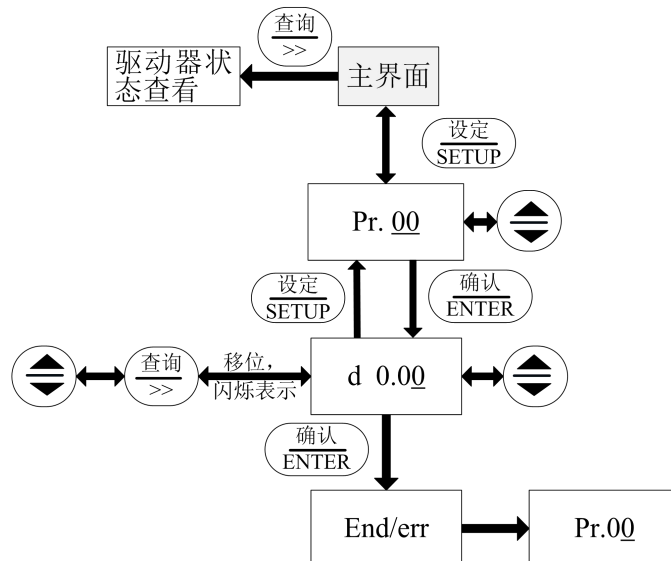 查询
>>
驱动器状
态查看
主界面
设定
SETUP
Pr. 00
设定
SETUP
确认
ENTER
查询
>>
移位，
闪烁表示
d 0.00
确认
ENTER
End/err
Pr.00